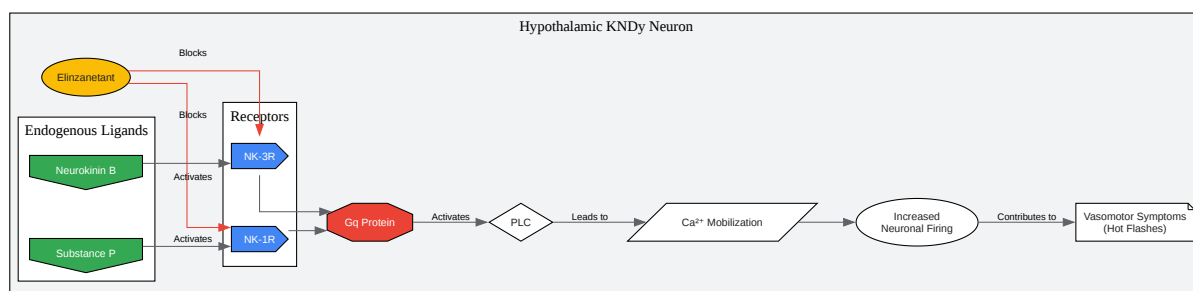 Hypothalamic KNDy Neuron
Blocks
Elinzanetant
Blocks
Receptors
Endogenous Ligands
NK-3R
Neurokinin B
Activates
Activates
NK-1R
Substance P
Gq Protein
Activates
PLC
Leads to
Ca²⁺ Mobilization
Increased
Neuronal Firing
Contributes to
Vasomotor Symptoms
(Hot Flashes)